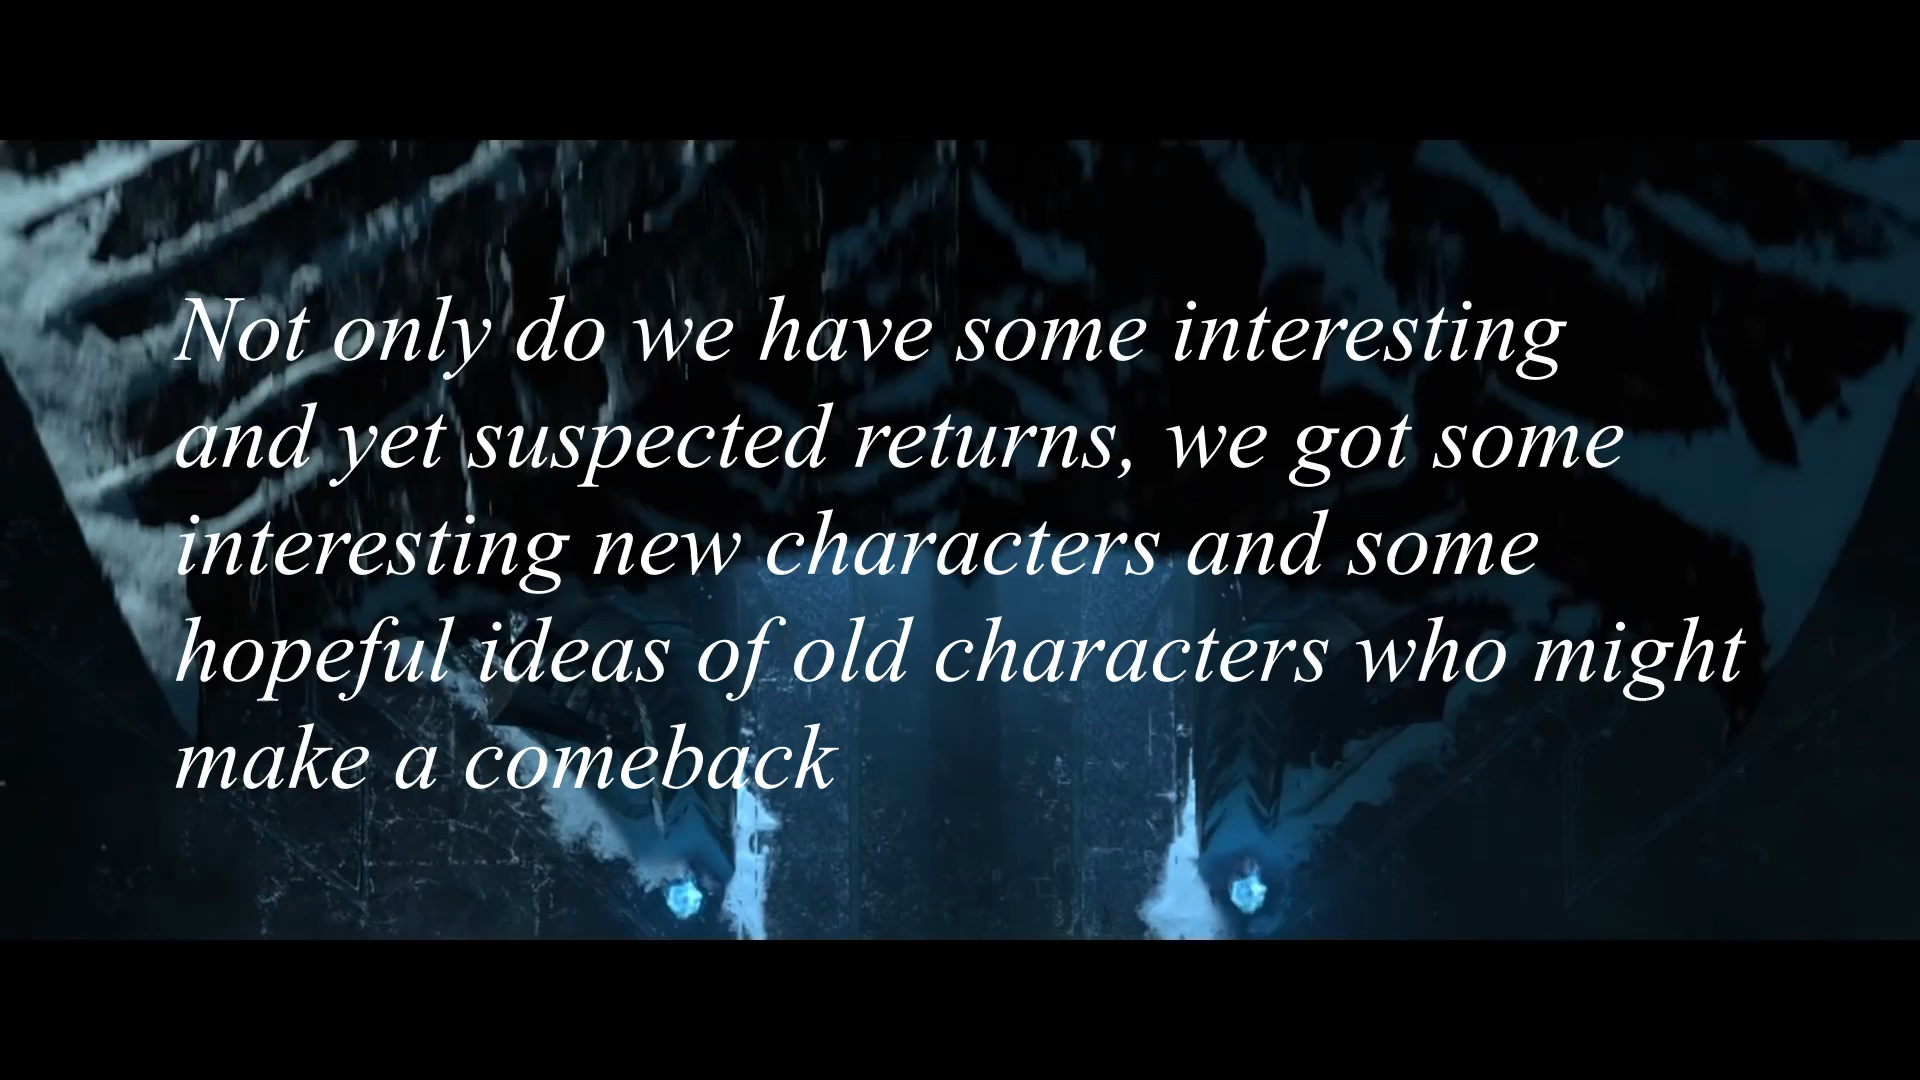 Not only do we have some interesting
and yet suspected returns, we got some
interesting new characters and some
hopeful ideas of old characters who might
make a comeback